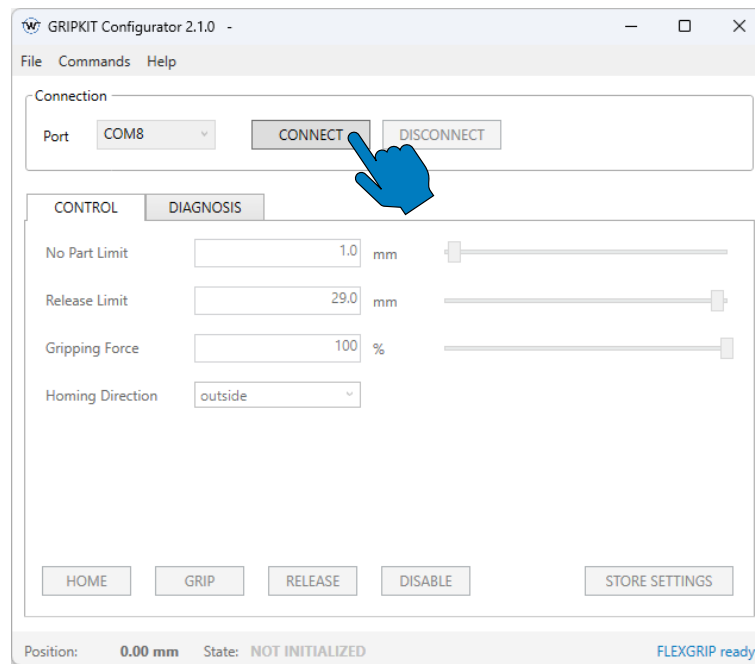 GRIPKIT Configurator 2.1.0 -
File Commands Help
Connection
Port COM8 CONNECT DISCONNECT
CONTROL DIAGNOSIS
No Part Limit 1.0 mm
Release Limit 29.0 mm
Gripping Force 100 %
Homing Direction outside
HOME GRIP RELEASE DISABLE STORE SETTINGS
Position: 0.00 mm State: NOT INITIALIZED FLEXGRIP ready